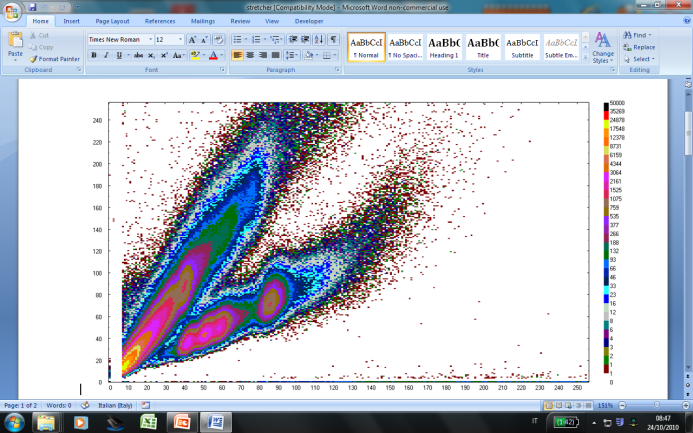 stretcher [Compatibility Mode] - Microsoft Word non-commercial use
Home Insert Page Layout References Mailings Review View Developer
Paste
Cut
Copy
Format Painter
Clipboard
Times New Roman 12
B I U
Font
Paragraph
AaBbCcI AaBbCcI AaBbC AaBbC AaBbCcI AaBbCcI
¶ Normal ¶ No Spaci... Heading 1 Title Subtitle Subtle Em...
Change
Styles
Styles
Find
Replace
Select
Editing
240
220
200
180
160
140
120
100
80
60
40
20
0
0 10 20 30 40 50 60 70 80 90 100 110 120 130 140 150 160 170 180 190 200 210 220 230 240 250
50000
35269
24878
17548
12378
8731
6159
4344
3064
2161
1525
1075
759
535
377
266
188
132
93
66
46
33
23
16
12
8
6
4
3
2
1
1
0
Page: 1 of 2 Words: 0 Italian (Italy) 151%
IT (1:42) 08:47
24/10/2010